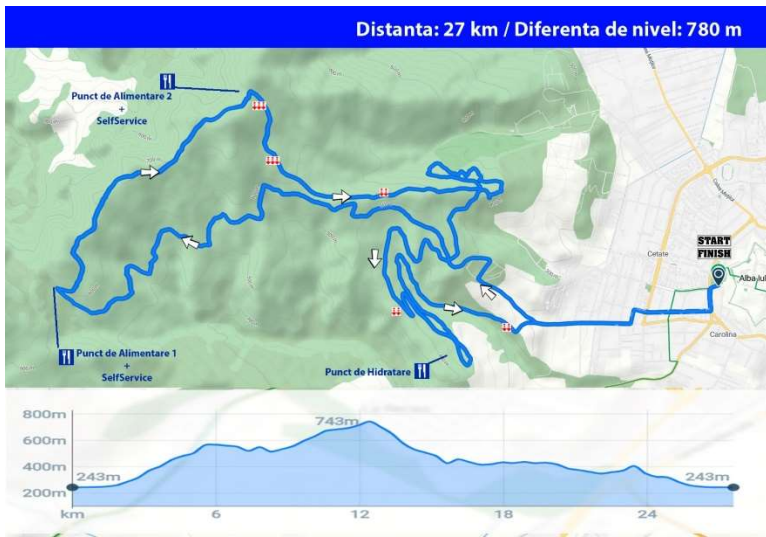 Distanta: 27 km / Diferenta de nivel: 780 m
Punct de Alimentare 2
+
SelfService
START
FINISH
Cetate
Alba Iul
Carolina
Punct de Alimentare 1
+
SelfService
Punct de Hidratare
800m
743m
600m
400m
243m
243m
200m
km
6
12
18
24